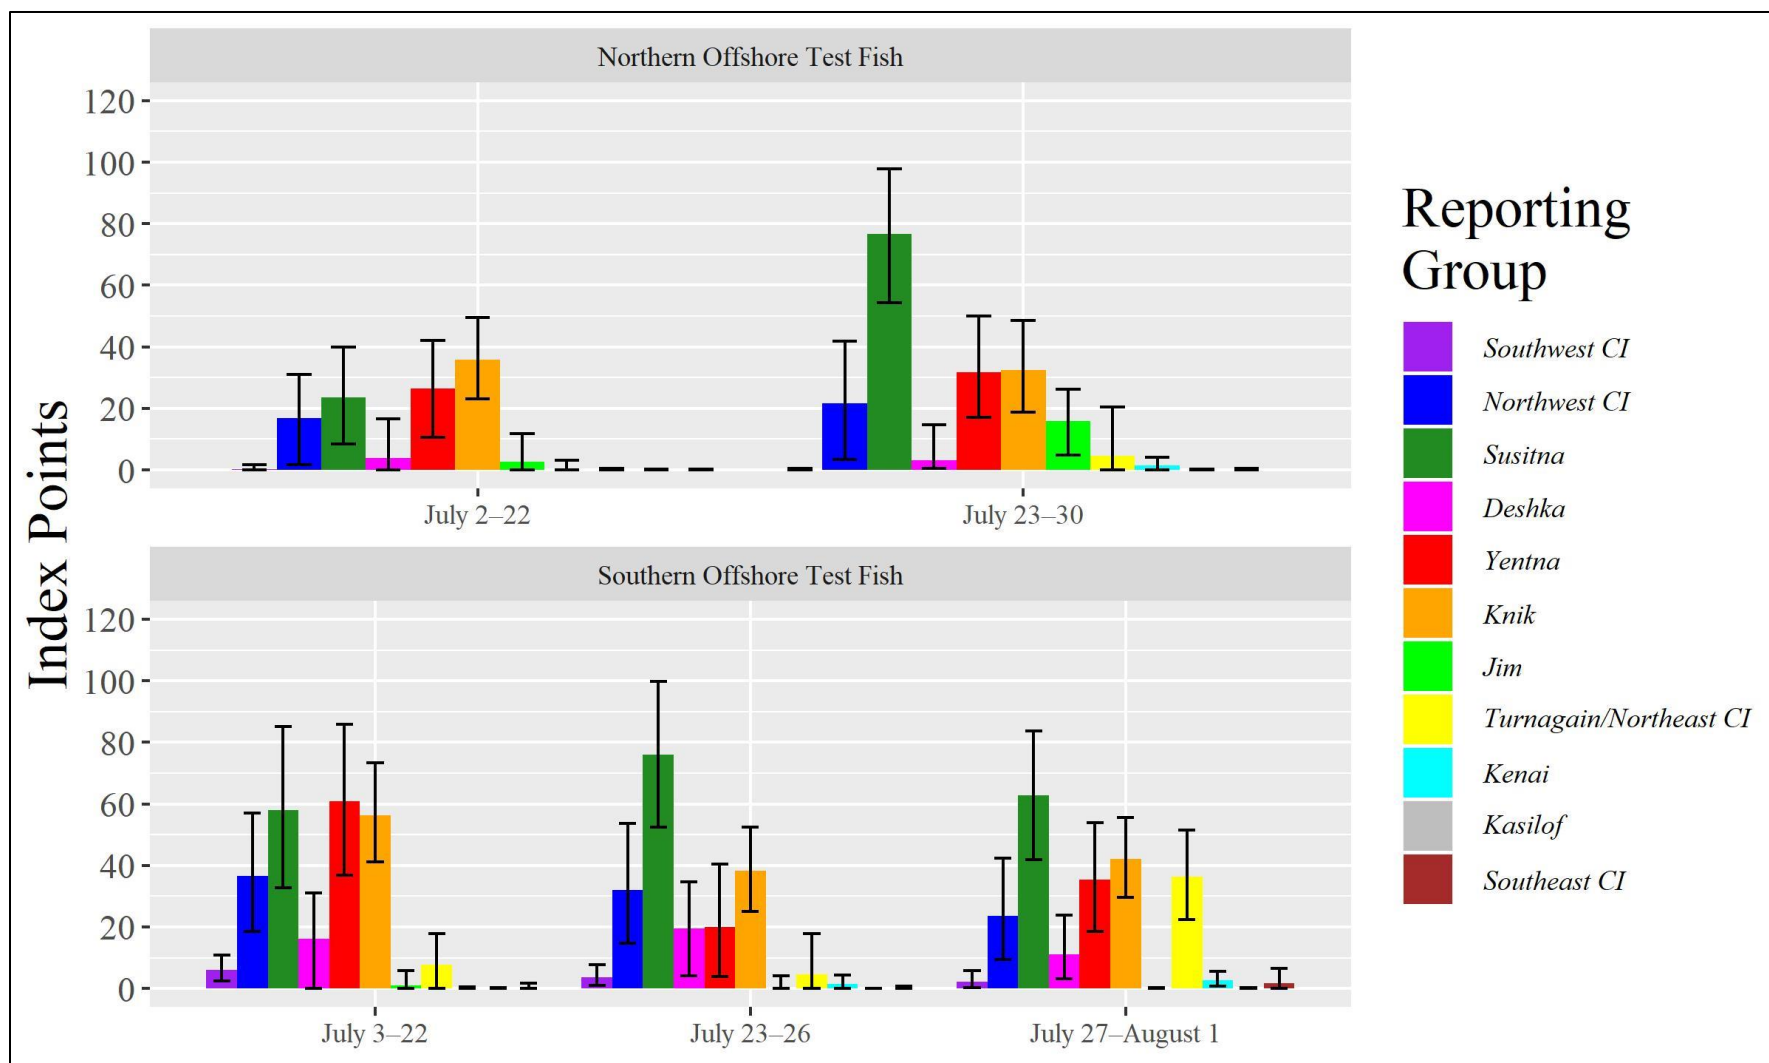 Northern Offshore Test Fish
120
100
80
60
40
20
0
July 2–22
July 23–30
Index Points
Southern Offshore Test Fish
120
100
80
60
40
20
0
July 3–22
July 23–26
July 27–August 1
Reporting
Group
Southwest CI
Northwest CI
Susitna
Deshka
Yentna
Knik
Jim
Turnagain/Northeast CI
Kenai
Kasilof
Southeast CI